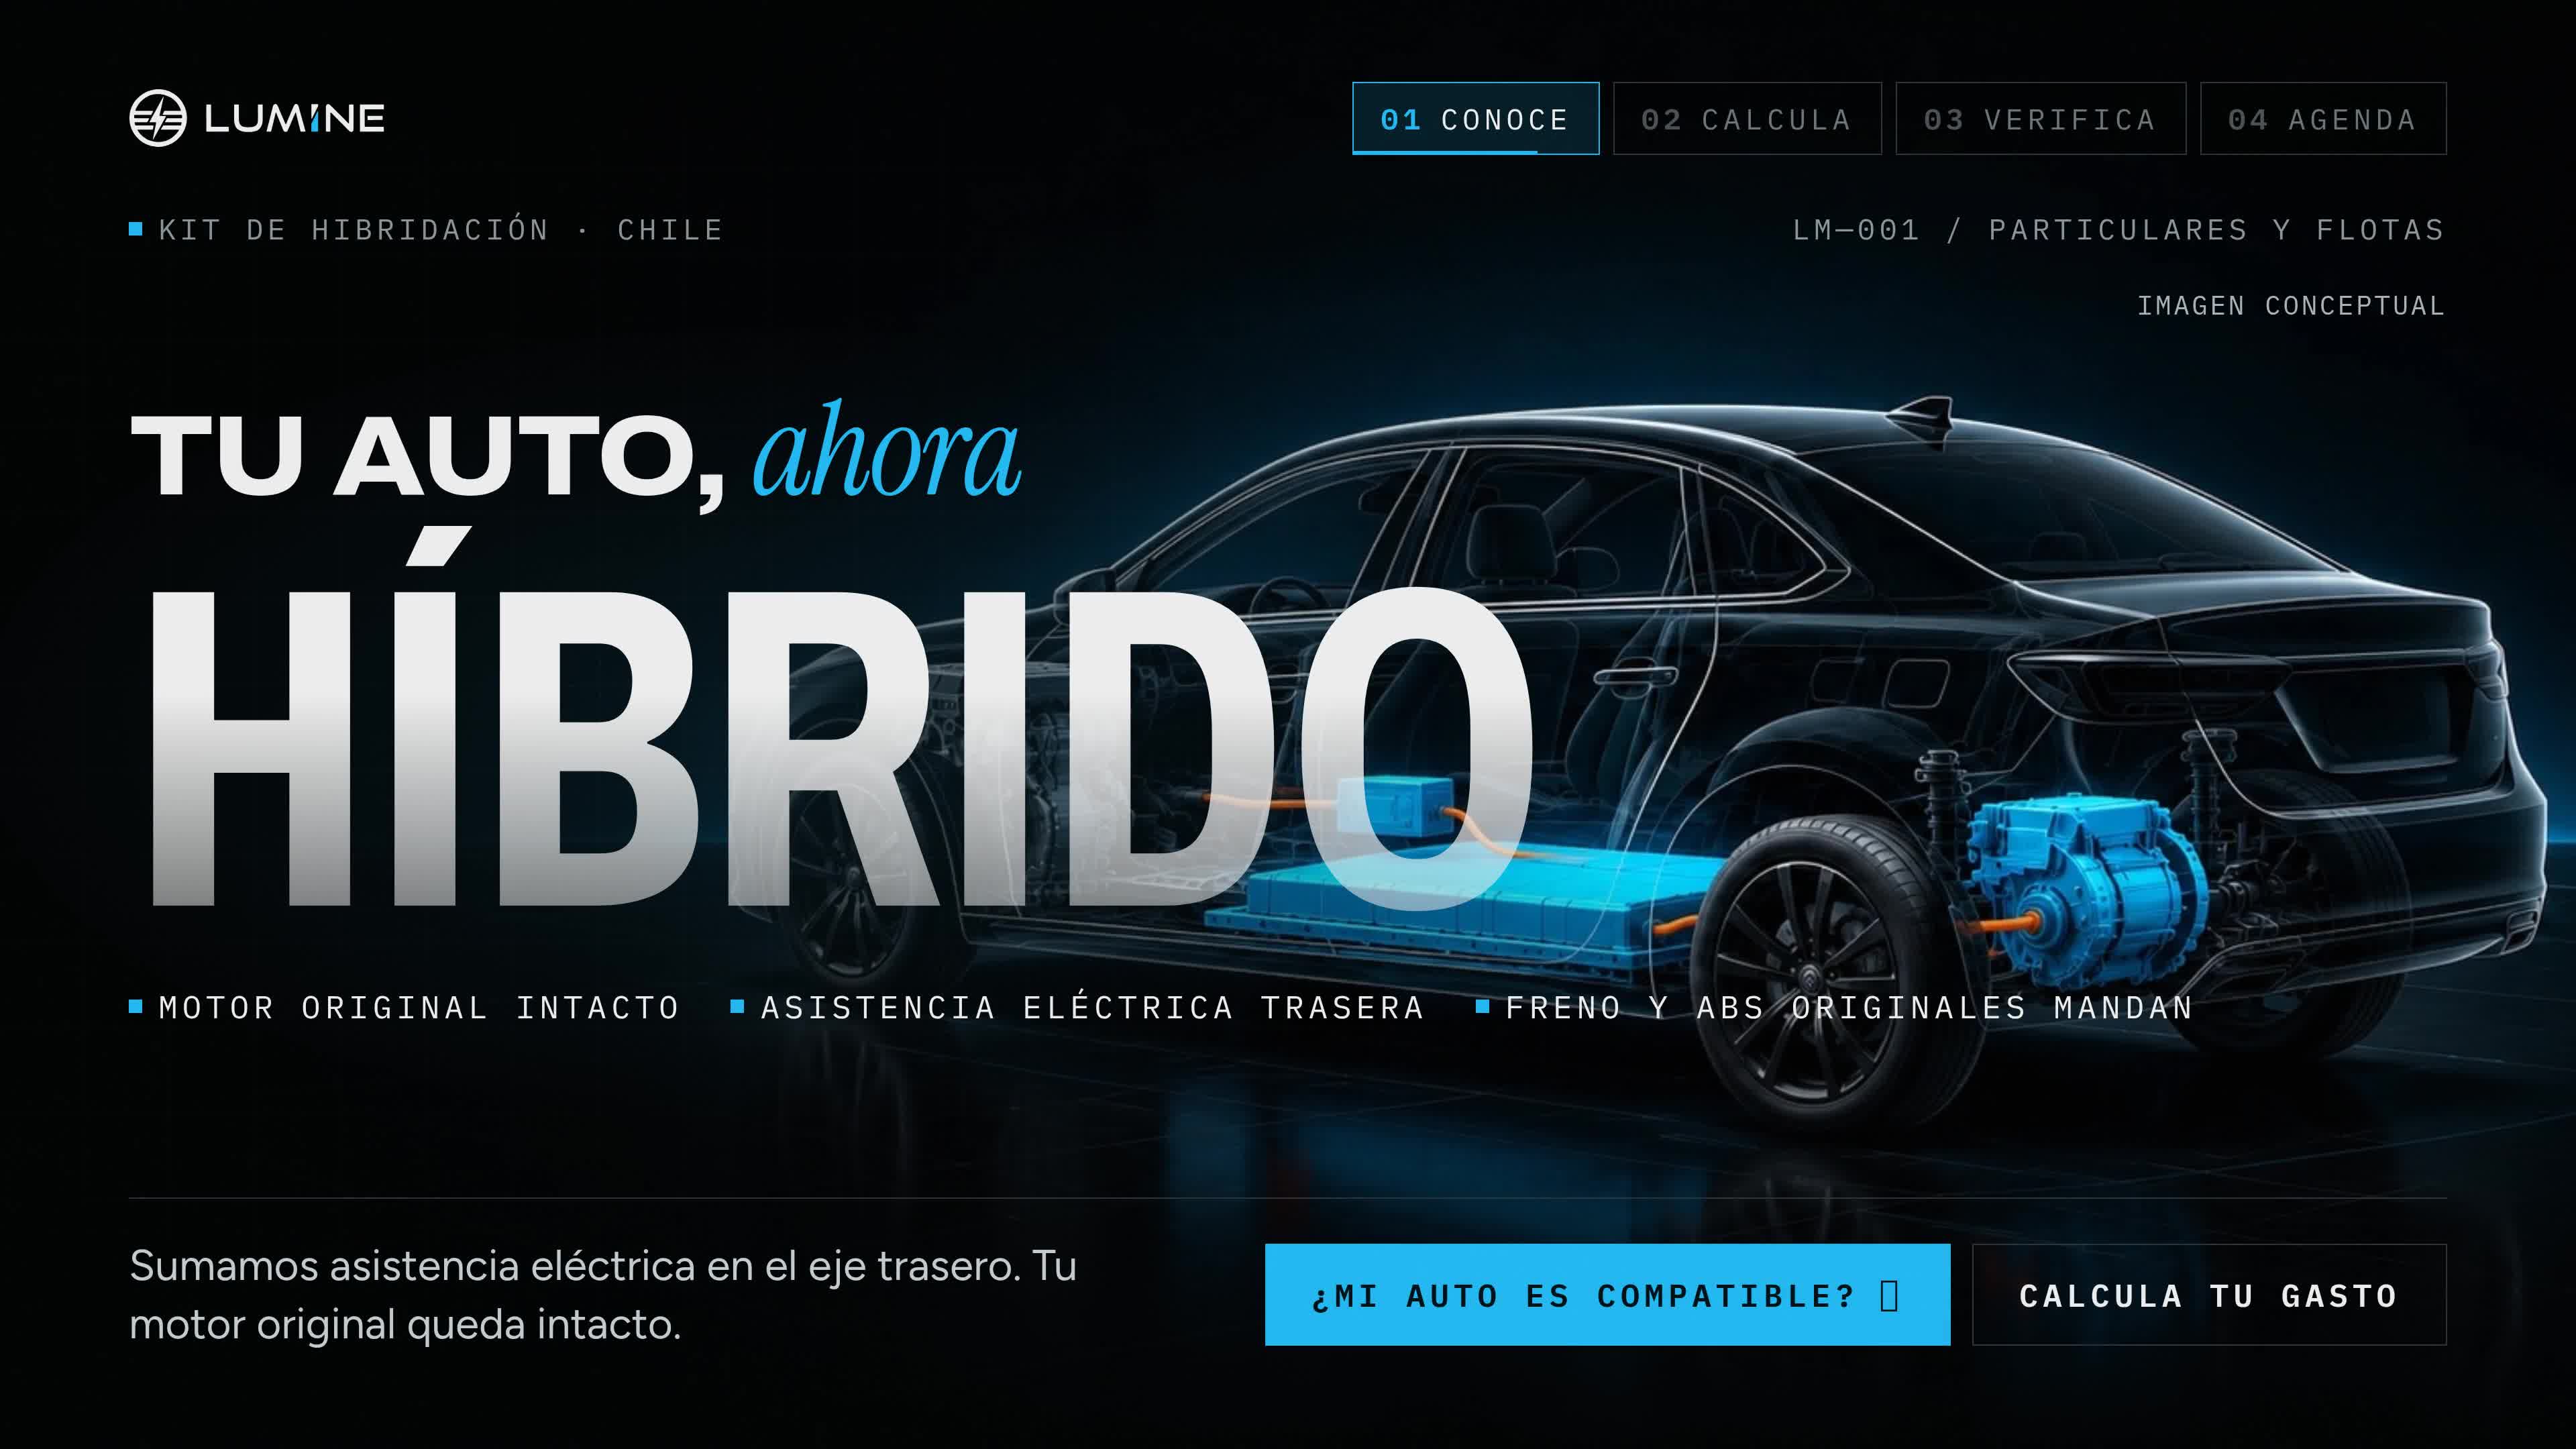 LUMINE
01 CONOCE
02 CALCULA
03 VERIFICA
04 AGENDA
KIT DE HIBRIDACIÓN · CHILE
LM—001 / PARTICULARES Y FLOTAS
IMAGEN CONCEPTUAL
TU AUTO, ahora
HÍBRIDO
MOTOR ORIGINAL INTACTO
ASISTENCIA ELÉCTRICA TRASERA
FRENO Y ABS ORIGINALES MANDAN
Sumamos asistencia eléctrica en el eje trasero. Tu
motor original queda intacto.
¿MI AUTO ES COMPATIBLE?
CALCULA TU GASTO